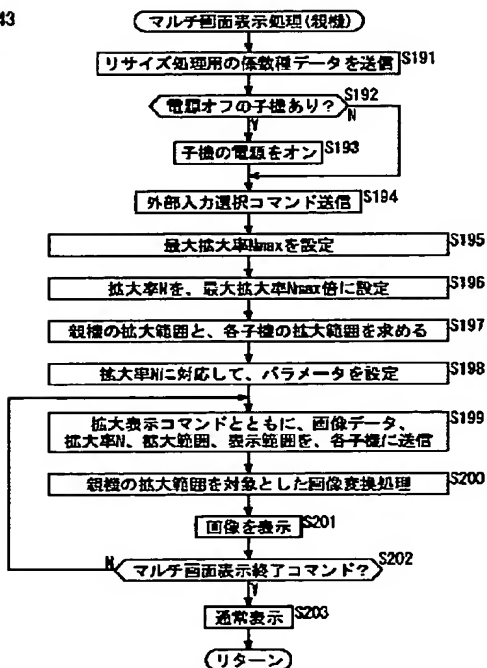 43
マルチ画面表示処理(親機)
リサイズ処理用の係数種データを送信 S191
電源オフの子機あり? S192
N
Y
子機の電源をオン S193
外部入力選択コマンド送信 S194
最大拡大率Nmaxを設定 S195
拡大率Nを、最大拡大率Nmax倍に設定 S196
親機の拡大範囲と、各子機の拡大範囲を求める S197
拡大率Nに対応して、パラメータを設定 S198
拡大表示コマンドとともに、画像データ、 S199
拡大率N、拡大範囲、表示範囲を、各子機に送信
親機の拡大範囲を対象とした画像変換処理 S200
画像を表示 S201
N
マルチ画面表示終了コマンド? S202
Y
通常表示 S203
リターン